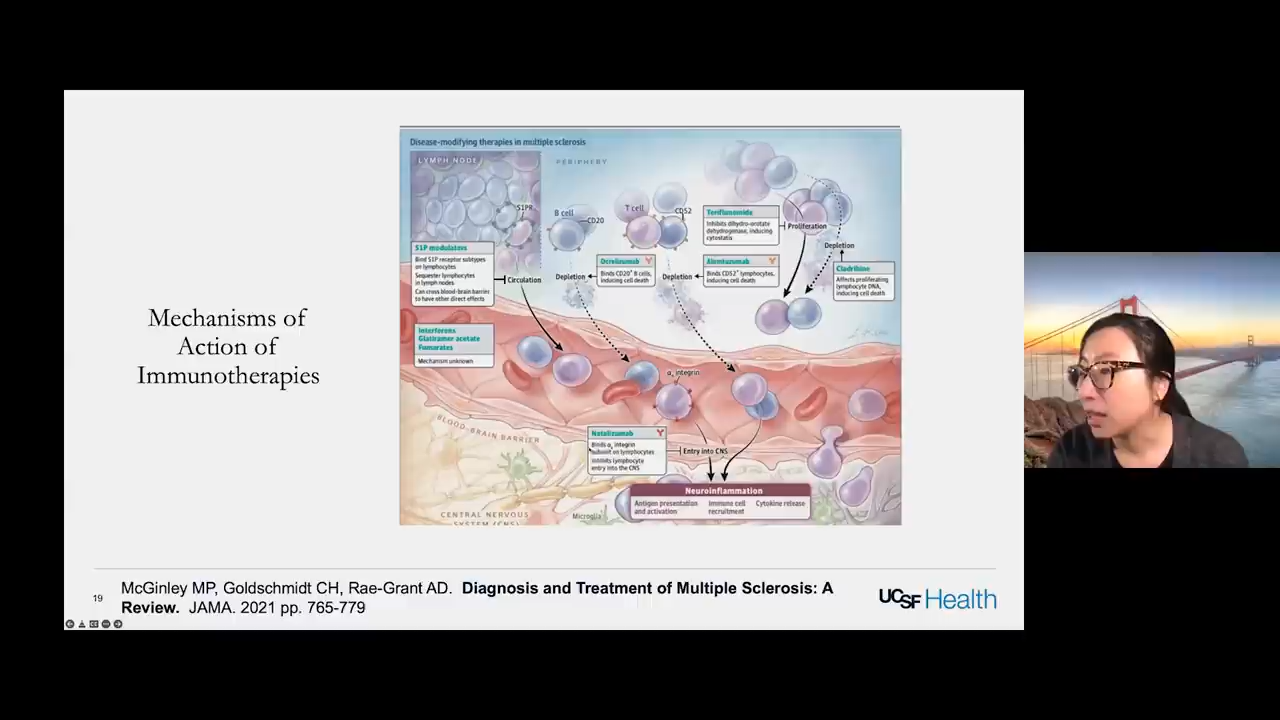 Mechanisms of
Action of
Immunotherapies
Disease-modifying therapies in multiple sclerosis
LYMPH NODE
PERIPHERY
S1PR
B cell
CD20
T cell
CD52
Teriflunomide
Inhibits dihydro-orotate
dehydrogenase, inducing
cytostatis
Proliferation
Depletion
S1P modulators
Bind S1P receptor subtypes
on lymphocytes
Sequester lymphocytes
in lymph nodes
Can cross blood-brain barrier
to have other direct effects
Circulation
Depletion
Ocrelizumab
Binds CD20+ B cells,
inducing cell death
Depletion
Alemtuzumab
Binds CD52+ lymphocytes,
inducing cell death
Cladribine
Affects proliferating
lymphocyte DNA,
inducing cell death
Interferons
Glatiramer acetate
Fumarates
Mechanism unknown
α4 integrin
BLOOD-BRAIN BARRIER
Natalizumab
Binds α4 integrin
subunit on lymphocytes
Inhibits lymphocyte
entry into the CNS
Entry into CNS
Neuroinflammation
Antigen presentation
and activation
Immune cell
recruitment
Cytokine release
Microglia
CENTRAL NERVOUS
SYSTEM (CNS)
19
McGinley MP, Goldschmidt CH, Rae-Grant AD. Diagnosis and Treatment of Multiple Sclerosis: A
Review. JAMA. 2021 pp. 765-779
UCSF Health